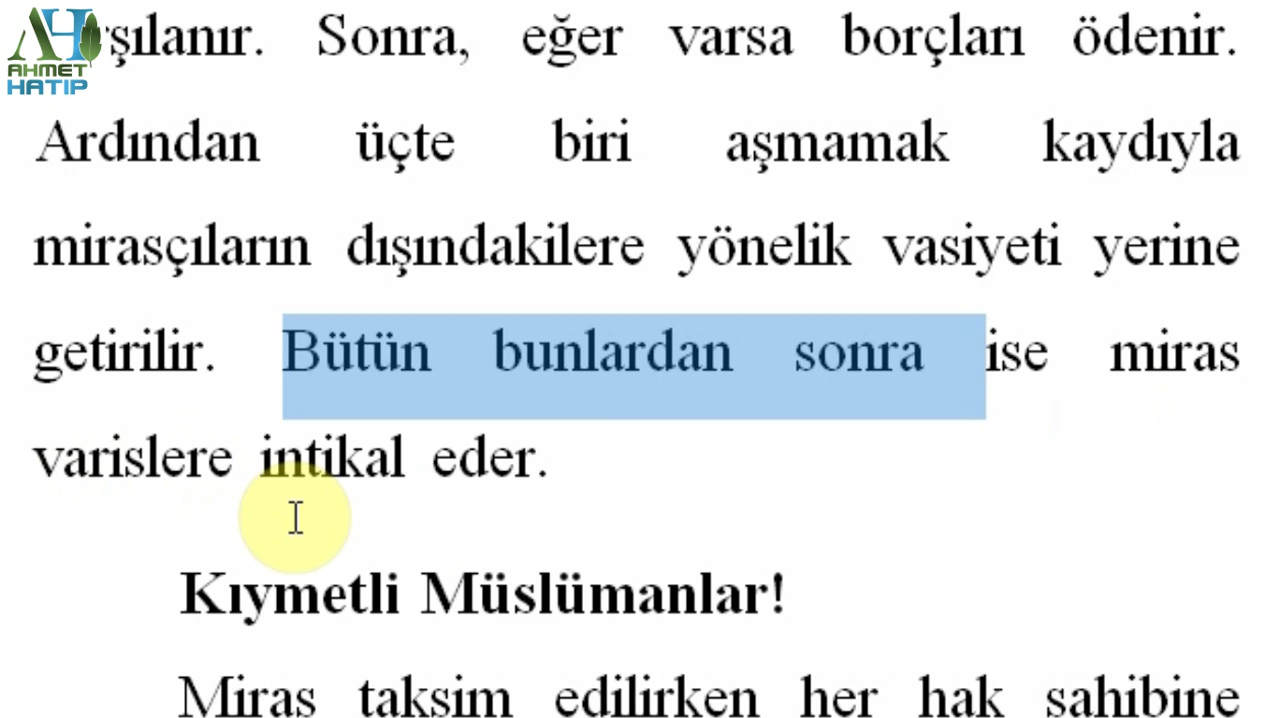 AHMET
HATIP
rşılanır. Sonra, eğer varsa borçları ödenir.
Ardından üçte biri aşmamak kaydıyla
mirasçıların dışındakilere yönelik vasiyeti yerine
getirilir. Bütün bunlardan sonra ise miras
varislere intikal eder.
Kıymetli Müslümanlar!
Miras taksim edilirken her hak sahibine